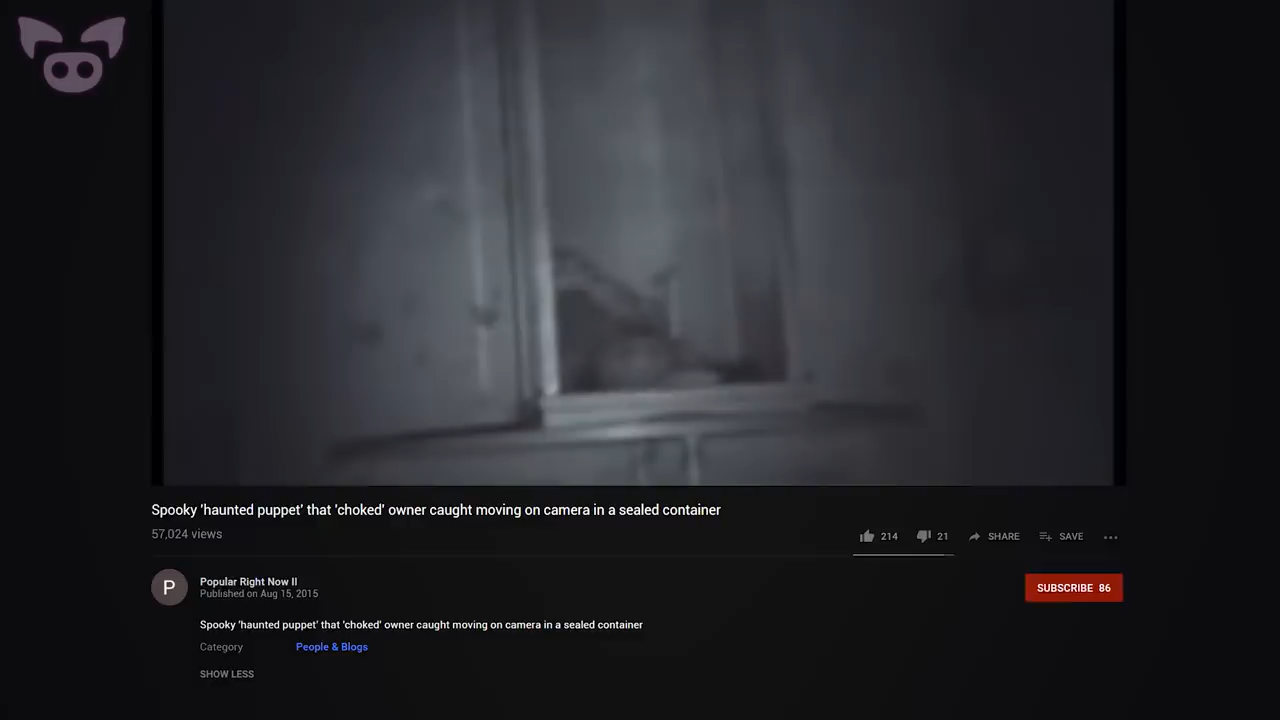 Spooky 'haunted puppet' that 'choked' owner caught moving on camera in a sealed container
57,024 views
214 21 SHARE SAVE
P
Popular Right Now II
Published on Aug 15, 2015
SUBSCRIBE 86
Spooky 'haunted puppet' that 'choked' owner caught moving on camera in a sealed container
Category People & Blogs
SHOW LESS